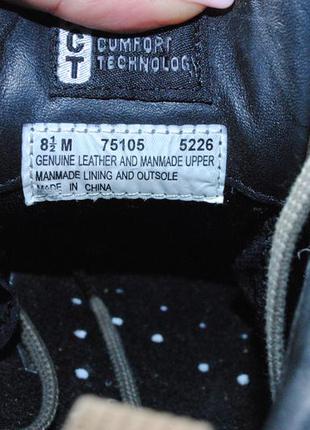 CT
COMFORT
TECHNOLOGY
8½ M 75105 5226
GENUINE LEATHER AND MANMADE UPPER
MANMADE LINING AND OUTSOLE
MADE IN CHINA